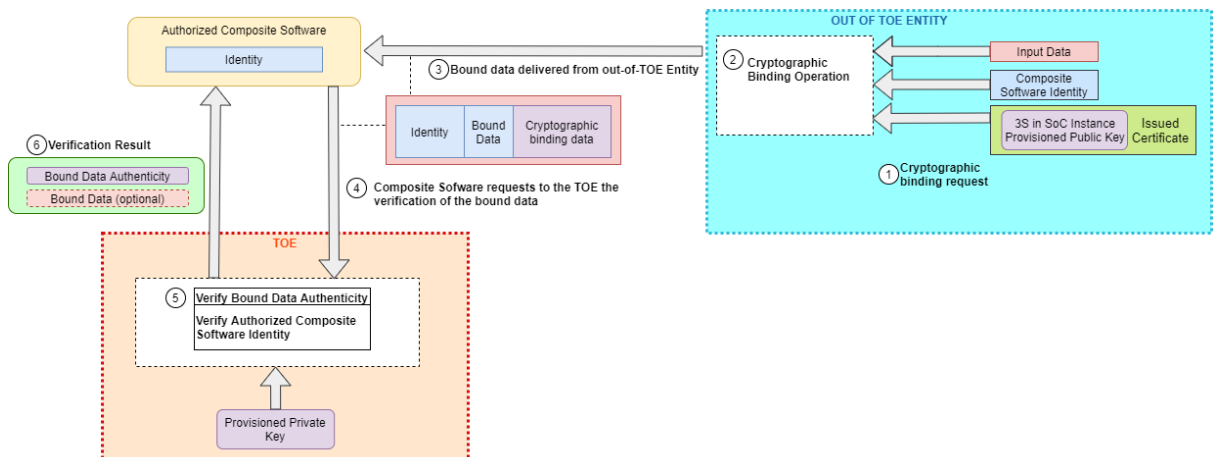 Authorized Composite Software
Identity
OUT OF TOE ENTITY
2 Cryptographic
Binding Operation
Input Data
Composite
Software Identity
3S in SoC Instance
Provisioned Public Key
Issued
Certificate
1 Cryptographic
binding request
3 Bound data delivered from out-of-TOE Entity
Identity
Bound
Data
Cryptographic
binding data
4 Composite Sofware requests to the TOE the
verification of the bound data
6 Verification Result
Bound Data Authenticity
Bound Data (optional)
TOE
5 Verify Bound Data Authenticity
Verify Authorized Composite
Software Identity
Provisioned Private
Key